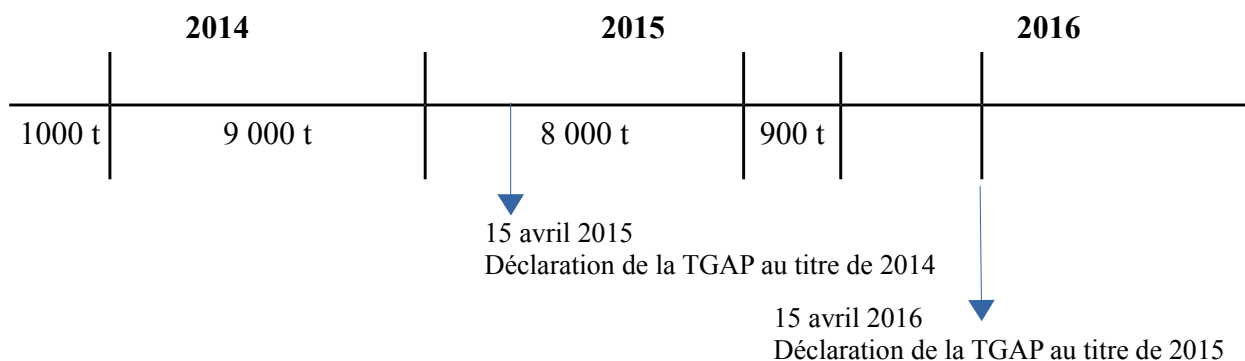 2014 2015 2016
1000 t 9 000 t 8 000 t 900 t
15 avril 2015
Déclaration de la TGAP au titre de 2014
15 avril 2016
Déclaration de la TGAP au titre de 2015